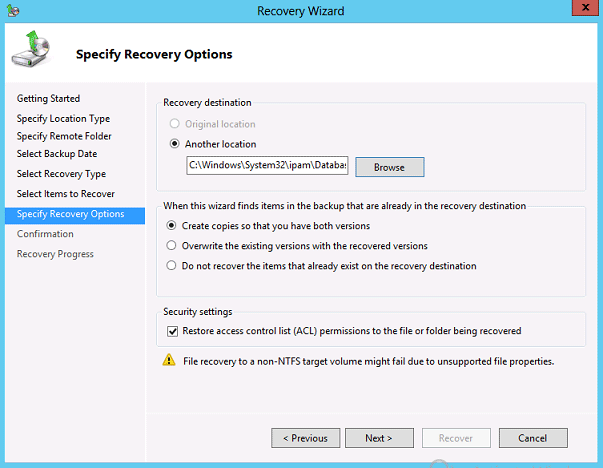 Recovery Wizard
x
Specify Recovery Options
Getting Started
Specify Location Type
Specify Remote Folder
Select Backup Date
Select Recovery Type
Select Items to Recover
Specify Recovery Options
Confirmation
Recovery Progress
Recovery destination
Original location
Another location
C:\Windows\System32\ipam\Databas
Browse
When this wizard finds items in the backup that are already in the recovery destination
Create copies so that you have both versions
Overwrite the existing versions with the recovered versions
Do not recover the items that already exist on the recovery destination
Security settings
Restore access control list (ACL) permissions to the file or folder being recovered
File recovery to a non-NTFS target volume might fail due to unsupported file properties.
< Previous
Next >
Recover
Cancel